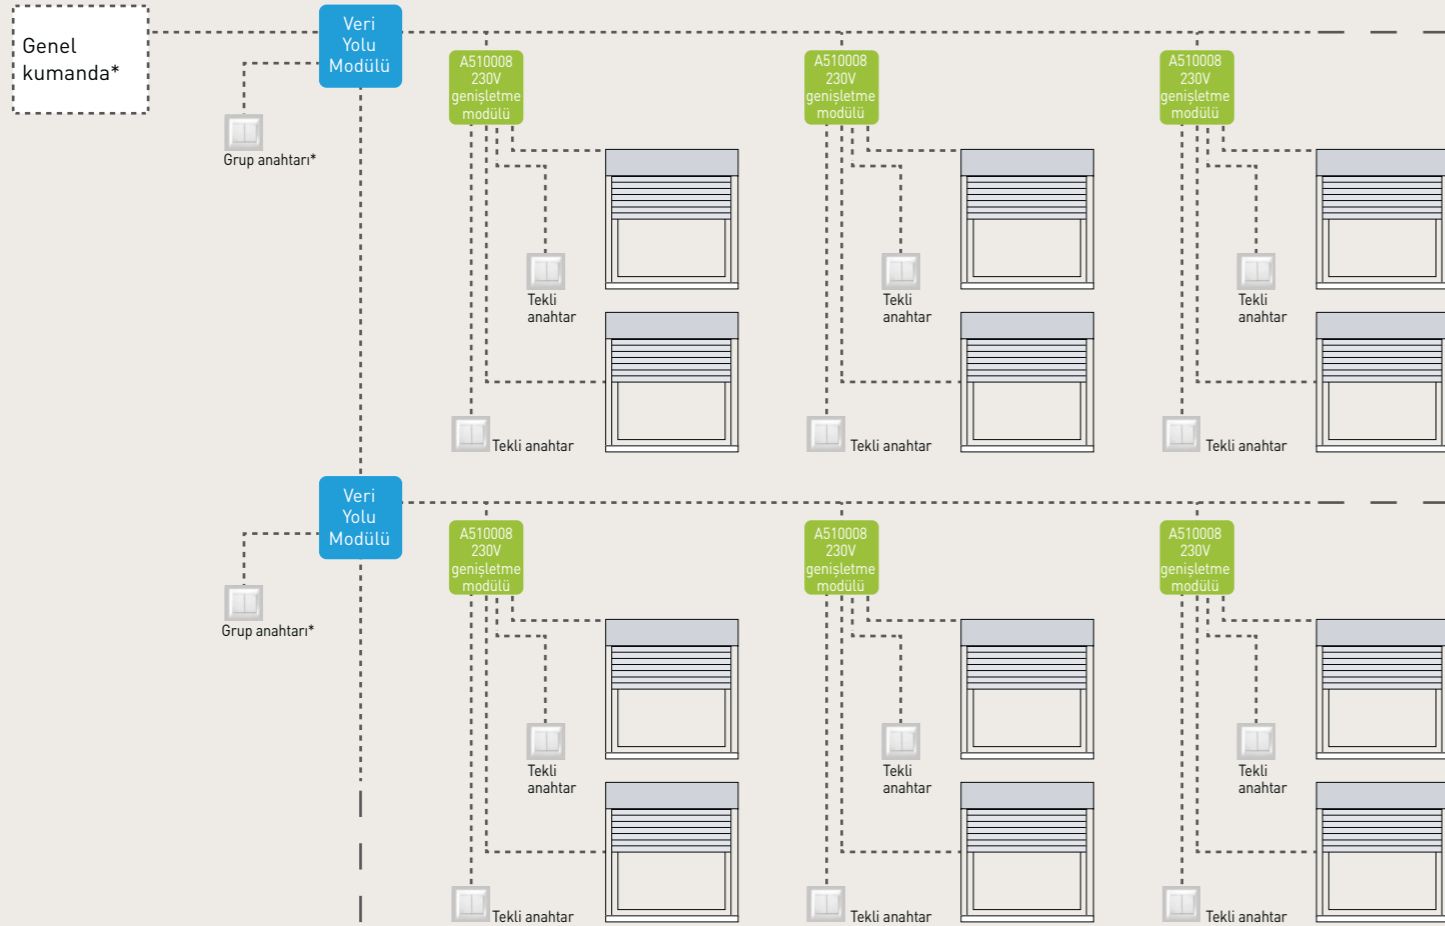 Genel
kumanda*
Veri
Yolu
Modülü
Grup anahtarı*
A510008
230V
genişletme
modülü
A510008
230V
genişletme
modülü
A510008
230V
genişletme
modülü
Tekli
anahtar
Tekli
anahtar
Tekli
anahtar
Tekli anahtar
Tekli anahtar
Tekli anahtar
Veri
Yolu
Modülü
Grup anahtarı*
A510008
230V
genişletme
modülü
A510008
230V
genişletme
modülü
A510008
230V
genişletme
modülü
Tekli
anahtar
Tekli
anahtar
Tekli
anahtar
Tekli anahtar
Tekli anahtar
Tekli anahtar